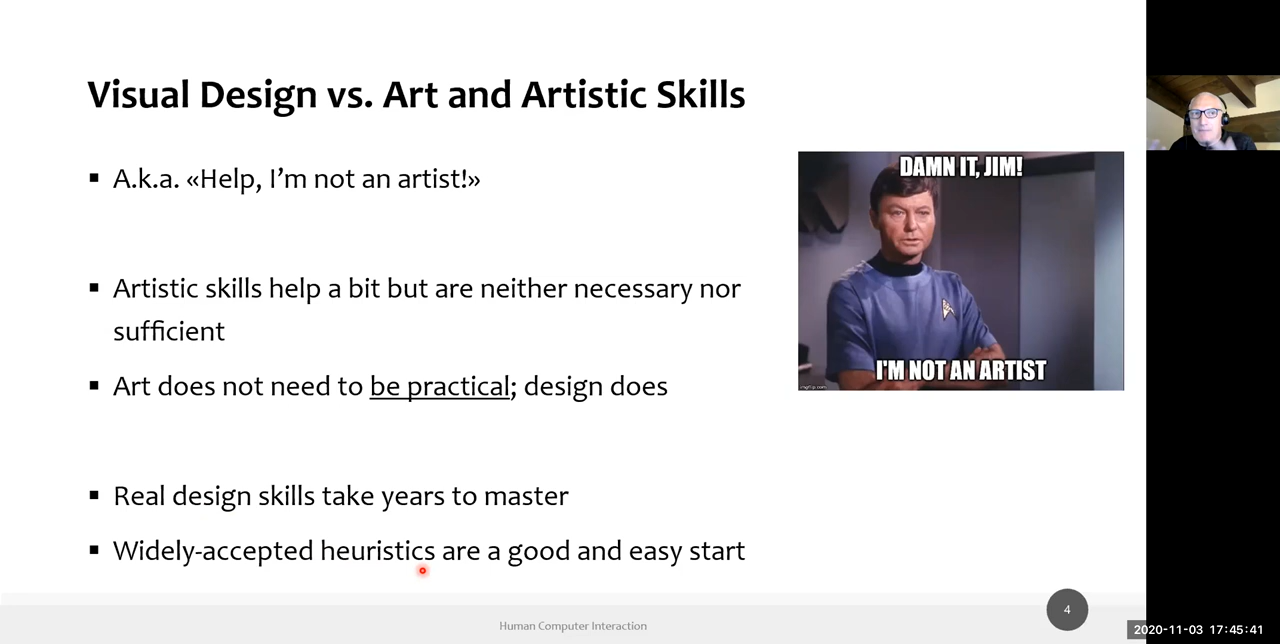 Visual Design vs. Art and Artistic Skills
▪ A.k.a. «Help, I’m not an artist!»
▪ Artistic skills help a bit but are neither necessary nor
sufficient
▪ Art does not need to be practical; design does
▪ Real design skills take years to master
▪ Widely-accepted heuristics are a good and easy start
DAMN IT, JIM!
I'M NOT AN ARTIST
imgflip.com
Human Computer Interaction
4
2020-11-03 17:45:41